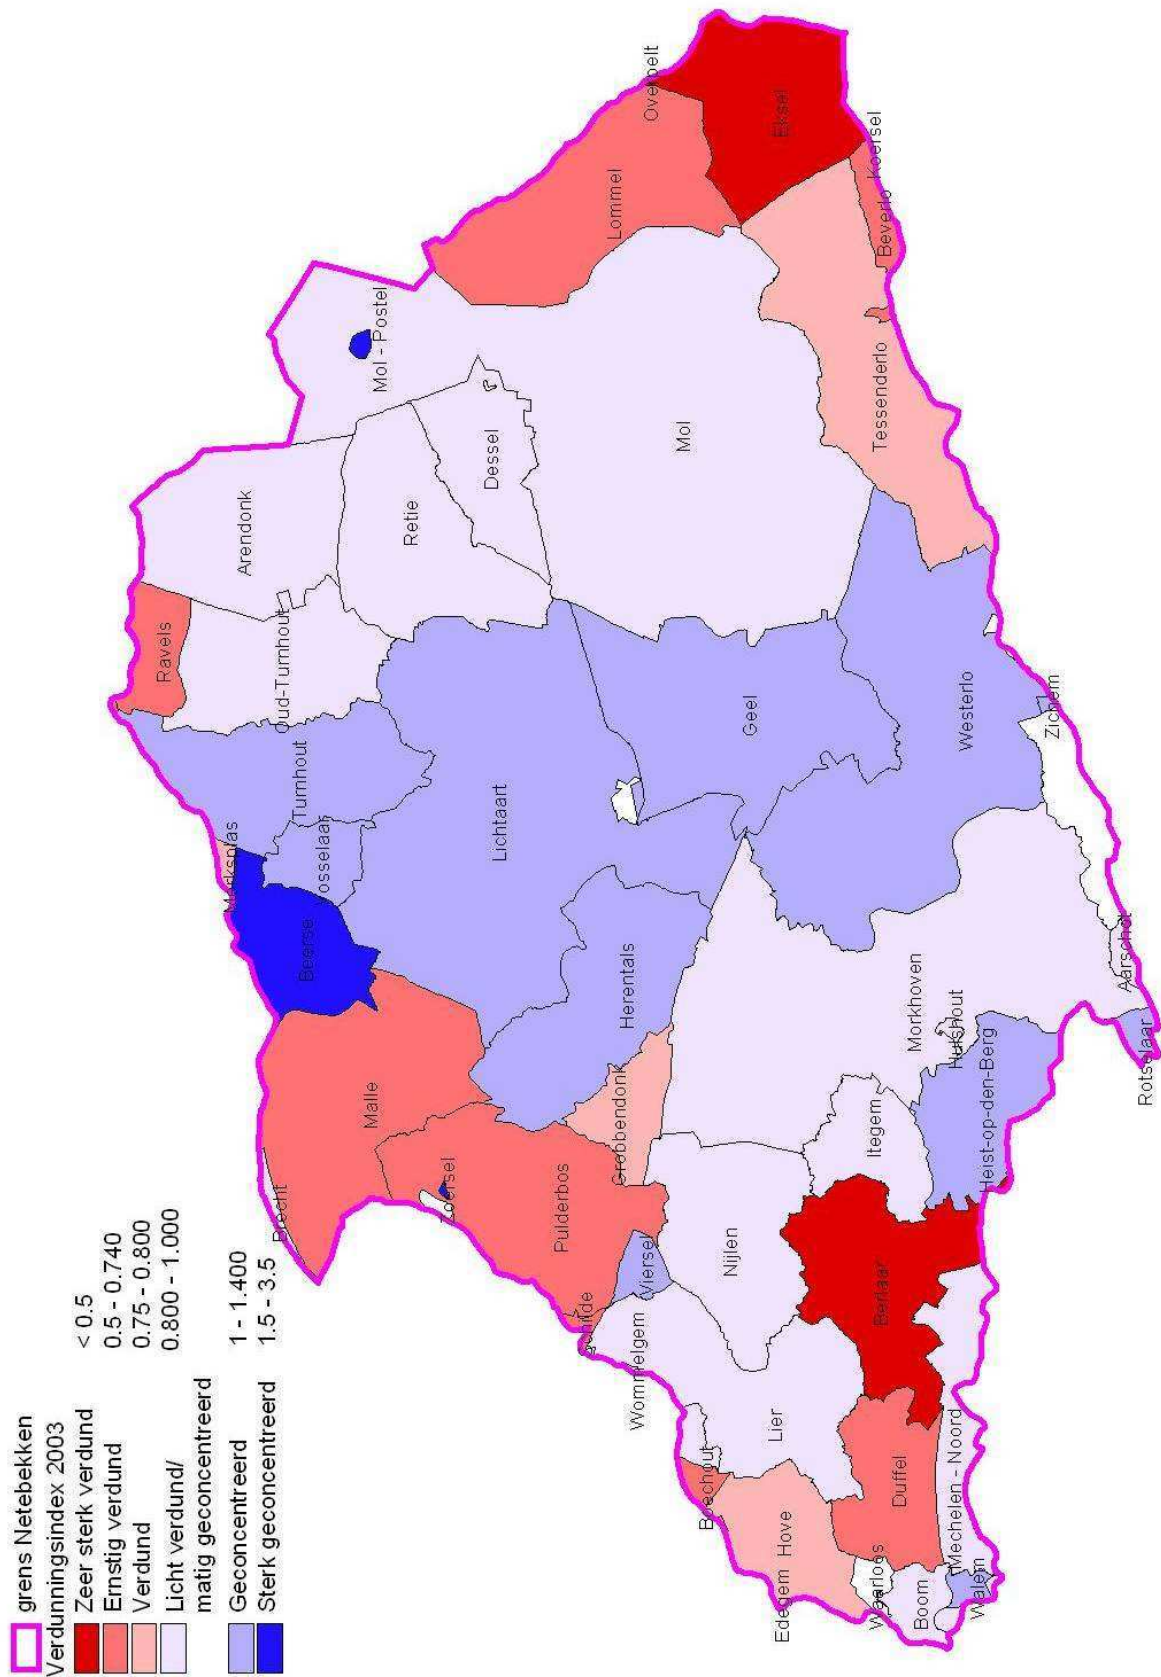 grens Netebekken
Verdunningsindex 2003
Zeer sterk verdund < 0.5
Ernstig verdund 0.5 - 0.740
Verdund 0.75 - 0.800
Licht verdund/ 0.800 - 1.000
matig geconcentreerd
Geconcentreerd 1 - 1.400
Sterk geconcentreerd 1.5 - 3.5
Ravels
Arendonk
Oud-Turnhout
Turnhout
Merksplas
Vosselaar
Beerse
Brecht
Malle
Mol - Postel
Retie
Dessel
Lichtaart
Zoersel
Pulderbos
Schilde
Herentals
Grobbendonk
Viersel
Wommelgem
Lommel
Overpelt
Mol
Geel
Nijlen
Boechout
Lier
Edegem Hove
Eksel
Koersel
Beverlo
Tessenderlo
Morkhoven
Itegem
Berlaar
Duffel
Waarloos
Boom
Westerlo
Hulshout
Heist-op-den-Berg
Mechelen - Noord
Walem
Zichem
Aarschot
Rotselaar